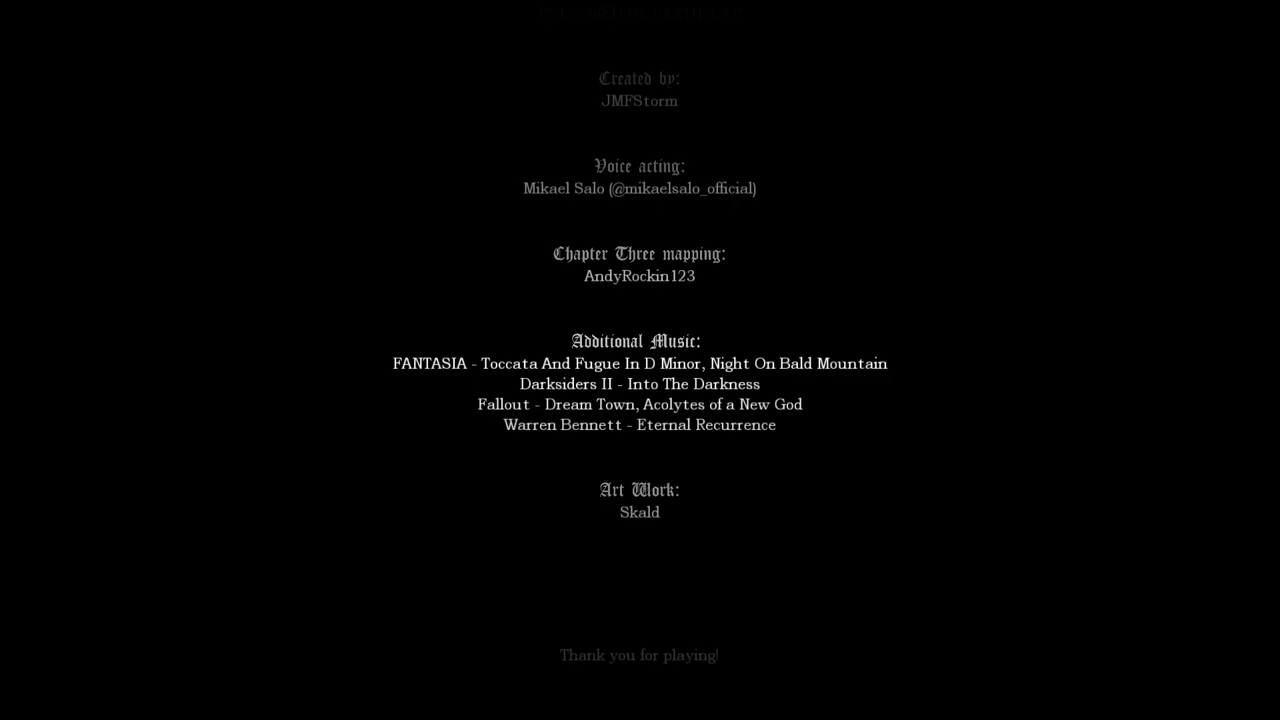 Created by:
JMFStorm
Voice acting:
Mikael Salo (@mikaelsalo_official)
Chapter Three mapping:
AndyRockin123
Additional Music:
FANTASIA - Toccata And Fugue In D Minor, Night On Bald Mountain
Darksiders II - Into The Darkness
Fallout - Dream Town, Acolytes of a New God
Warren Bennett - Eternal Recurrence
Art Work:
Skald
Thank you for playing!